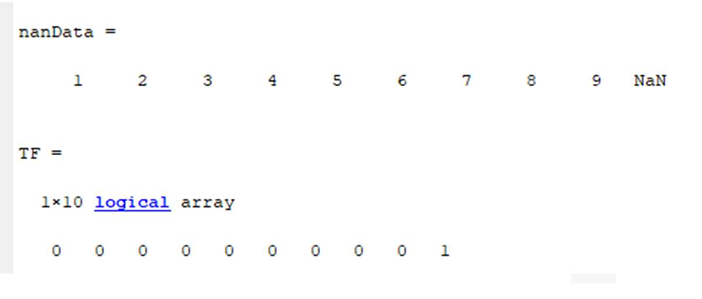 nanData =
1 2 3 4 5 6 7 8 9 NaN
TF =
1×10 logical array
0 0 0 0 0 0 0 0 0 1